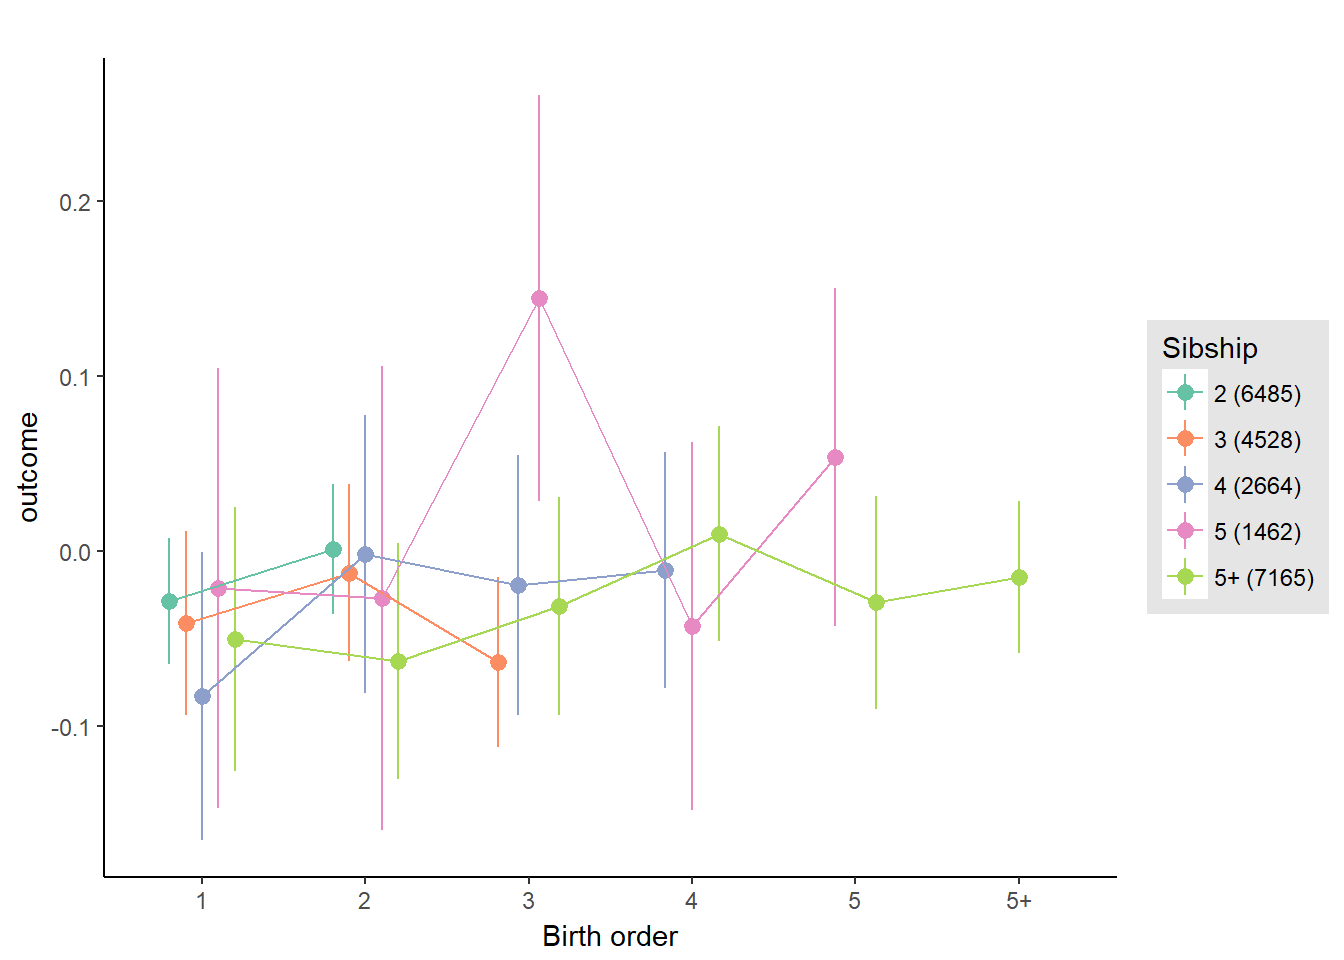 0.2
0.1
0.0
-0.1
outcome
1 2 3 4 5 5+
Birth order
Sibship
2 (6485)
3 (4528)
4 (2664)
5 (1462)
5+ (7165)